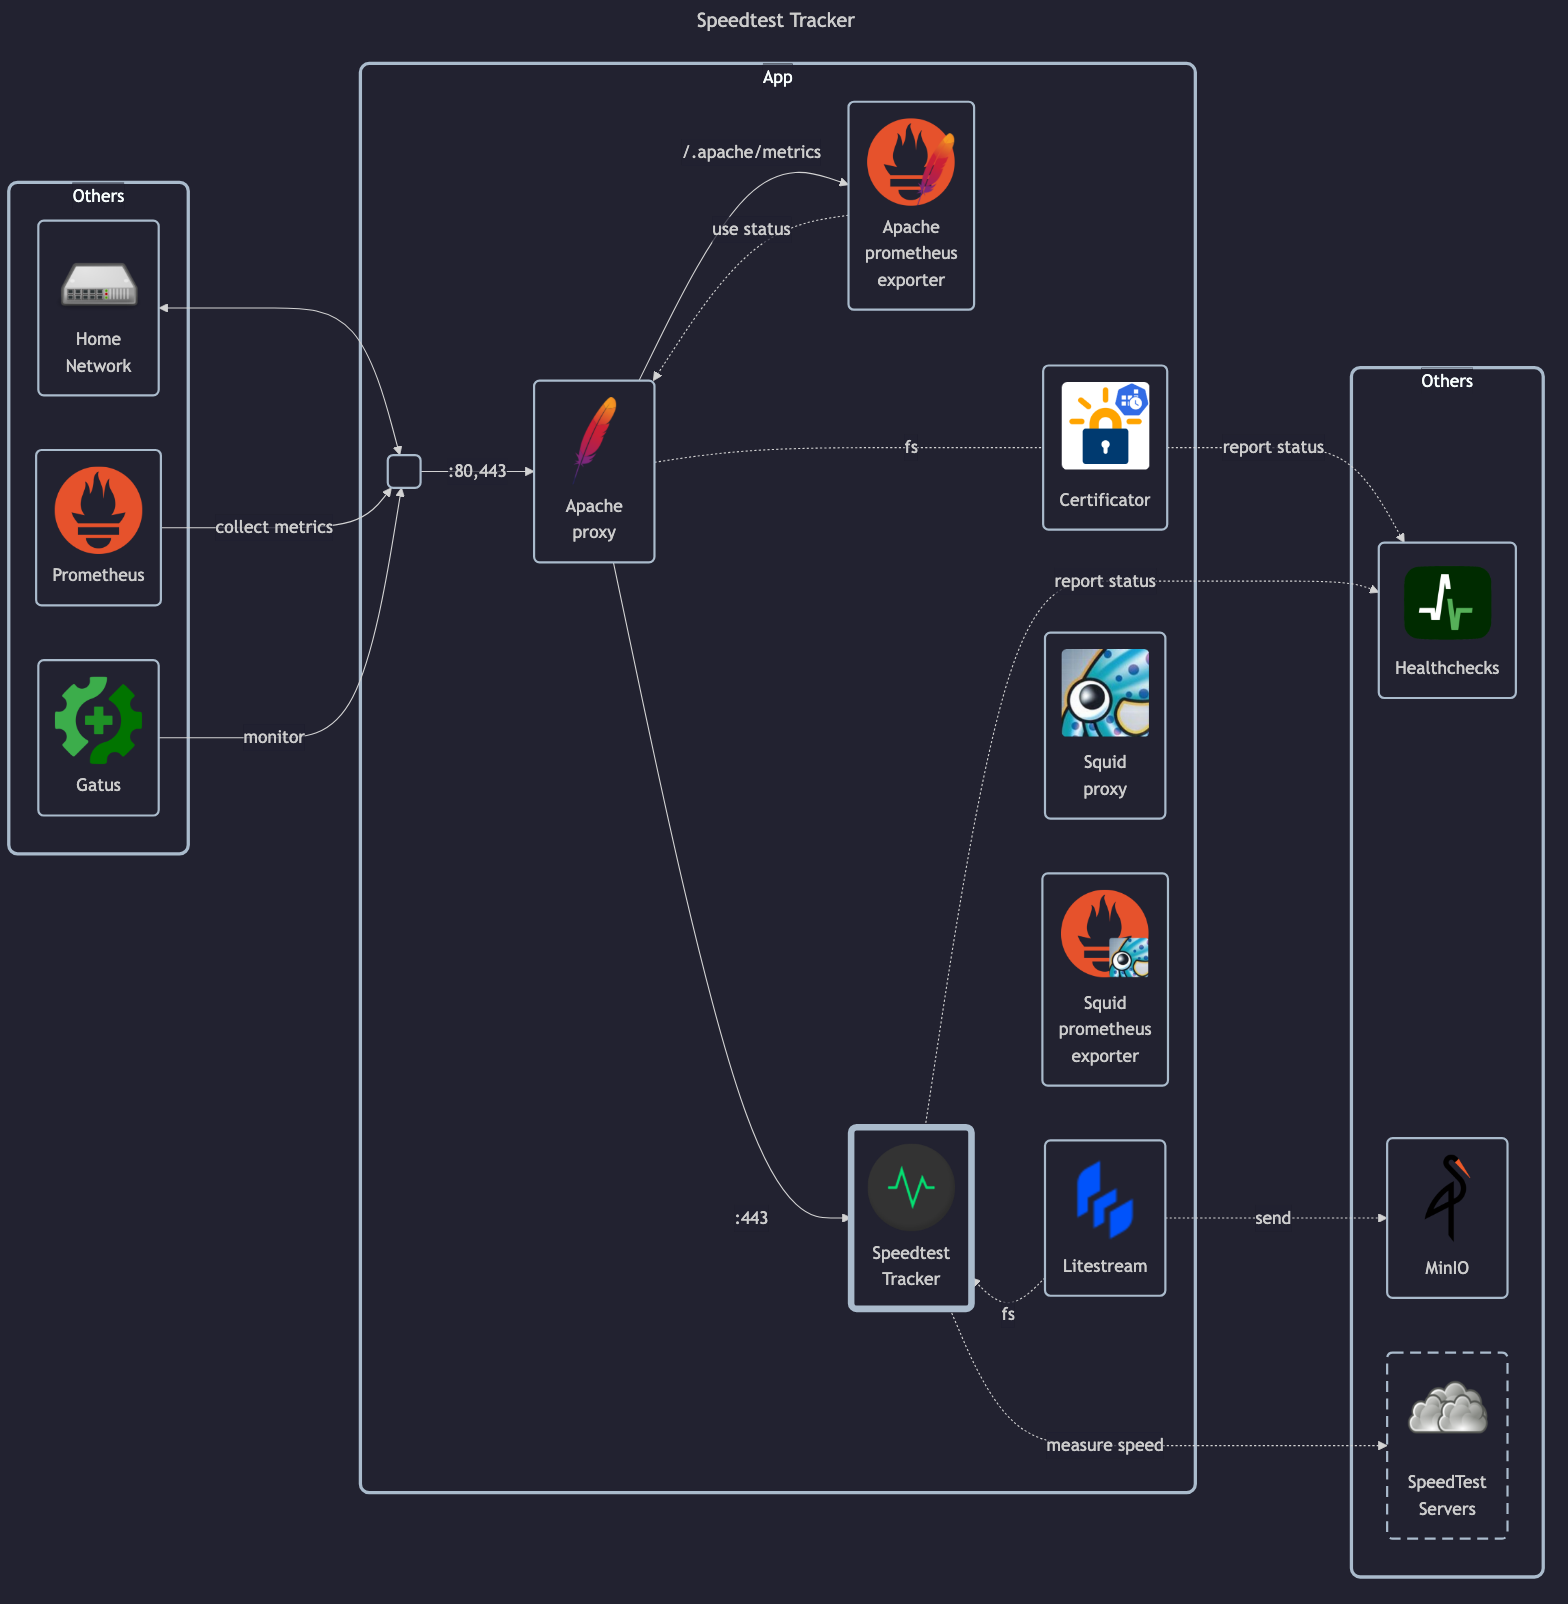 Speedtest Tracker
App
/.apache/metrics
use status
Apache
prometheus
exporter
Others
Home
Network
Prometheus
Gatus
collect metrics
monitor
:80,443
Apache
proxy
fs
Certificator
report status
report status
Squid
proxy
Squid
prometheus
exporter
:443
Speedtest
Tracker
fs
Litestream
send
measure speed
Others
Healthchecks
MinIO
SpeedTest
Servers